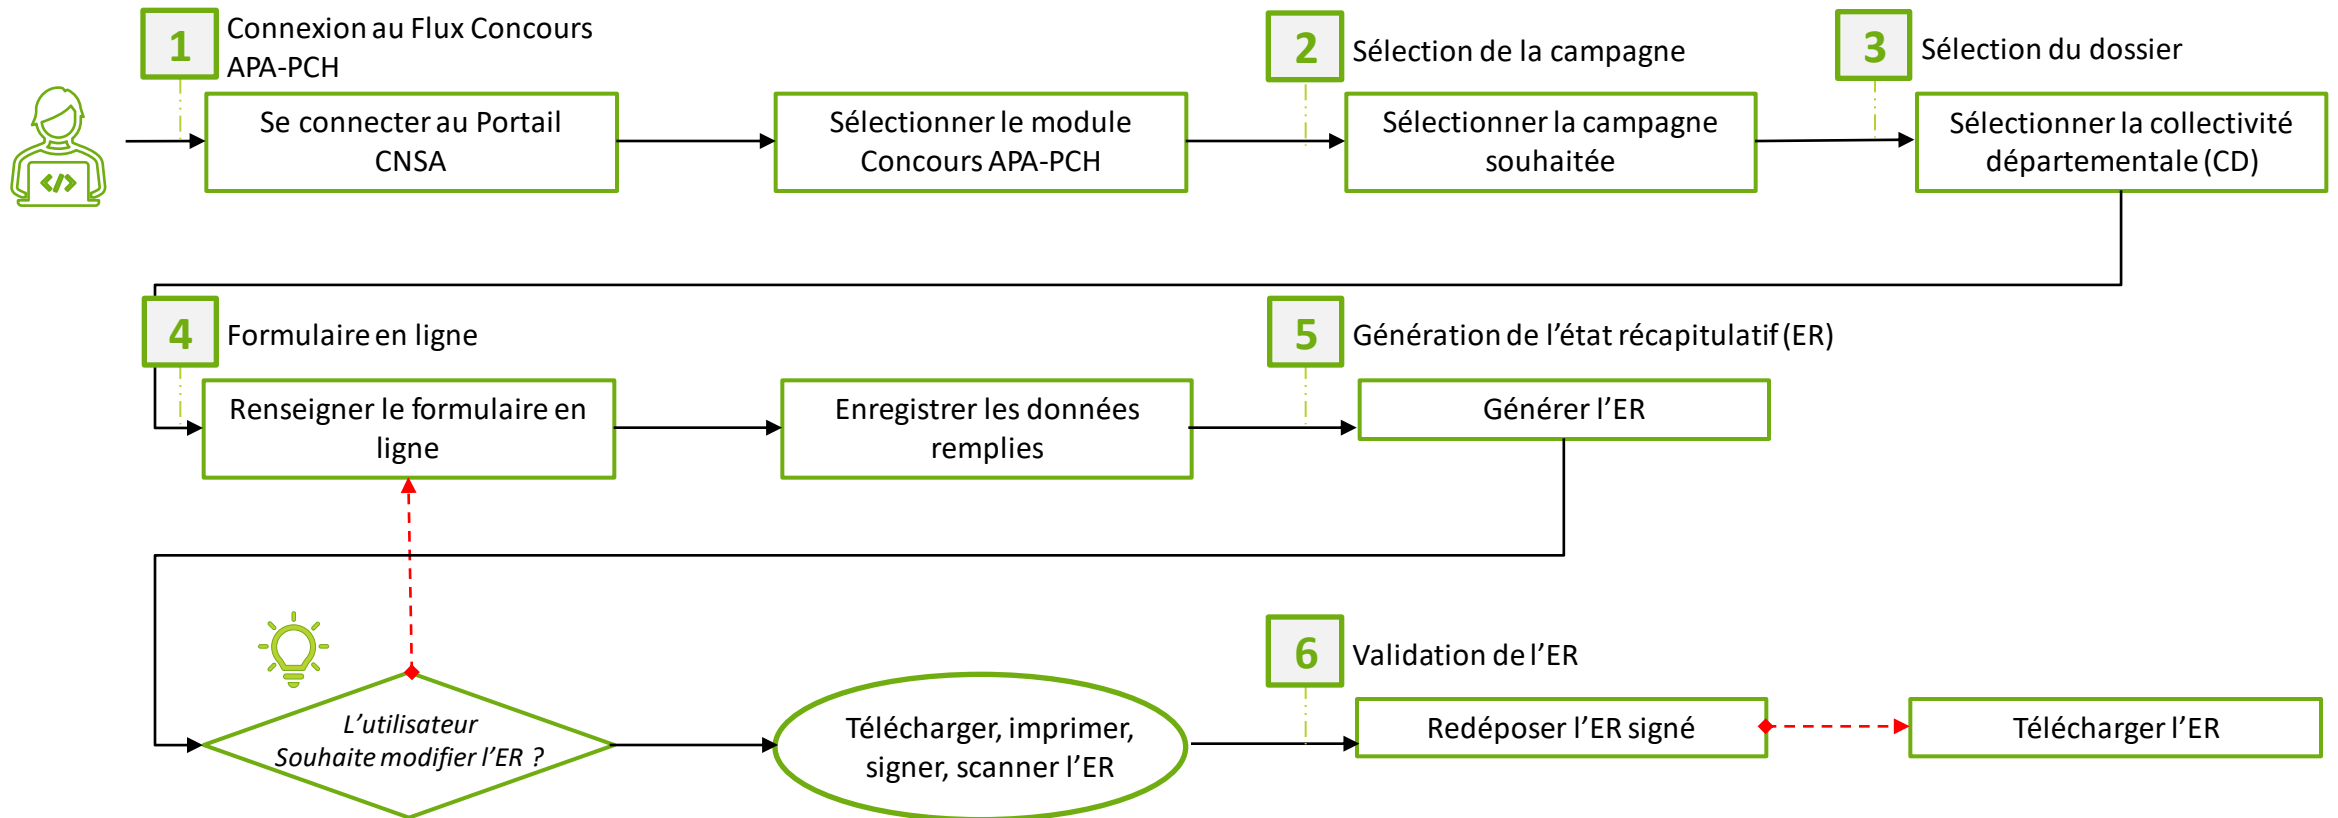 1
Connexion au Flux Concours
APA-PCH
2
Sélection de la campagne
3
Sélection du dossier
Se connecter au Portail
CNSA
Sélectionner le module
Concours APA-PCH
Sélectionner la campagne
souhaitée
Sélectionner la collectivité
départementale (CD)
</>
4
Formulaire en ligne
5
Génération de l’état récapitulatif (ER)
Renseigner le formulaire en
ligne
Enregistrer les données
remplies
Générer l’ER
6
Validation de l’ER
L’utilisateur
Souhaite modifier l’ER ?
Télécharger, imprimer,
signer, scanner l’ER
Redéposer l’ER signé
Télécharger l’ER